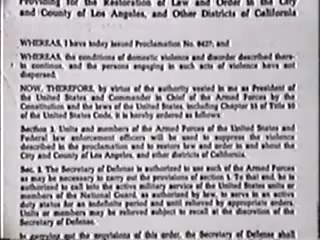 Providing for the Restoration of Law and Order in the City
and County of Los Angeles, and Other Districts of California
WHEREAS, I have today issued Proclamation No. 6427; and
WHEREAS, the conditions of domestic violence and disorder described there-
in continue, and the persons engaging in such acts of violence have not
dispersed;
NOW, THEREFORE, by virtue of the authority vested in me as President of
the United States and Commander in Chief of the Armed Forces by the
Constitution and the laws of the United States, including Chapter 15 of Title 10
of the United States Code, it is hereby ordered as follows:
Section 1. Units and members of the Armed Forces of the United States and
Federal law enforcement officers will be used to suppress the violence
described in the proclamation and to restore law and order in and about the
City and County of Los Angeles, and other districts of California.
Sec. 2. The Secretary of Defense is authorized to use such of the Armed Forces
as may be necessary to carry out the provisions of section 1. To that end, he is
authorized to call into the active military service of the United States units or
members of the National Guard, as authorized by law, to serve in an active
duty status for an indefinite period and until relieved by appropriate orders.
Units or members may be relieved subject to recall at the discretion of the
Secretary of Defense.
In carrying out the provisions of this order, the Secretary of Defense shall